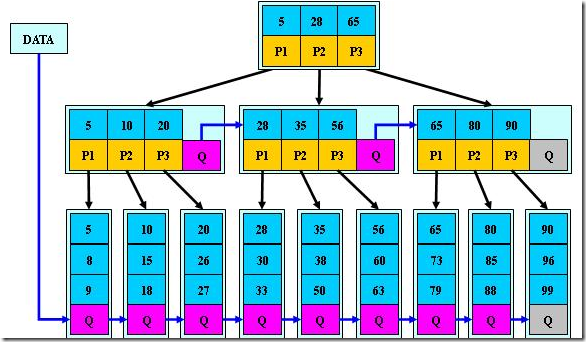 5 28 65
DATA
P1 P2 P3
5 10 20
28 35 56
65 80 90
P1 P2 P3 Q
P1 P2 P3 Q
P1 P2 P3 Q
5 10 20 28 35 56 65 80 90
8 15 26 30 38 60 73 85 96
9 18 27 33 50 63 79 88 99
Q Q Q Q Q Q Q Q Q